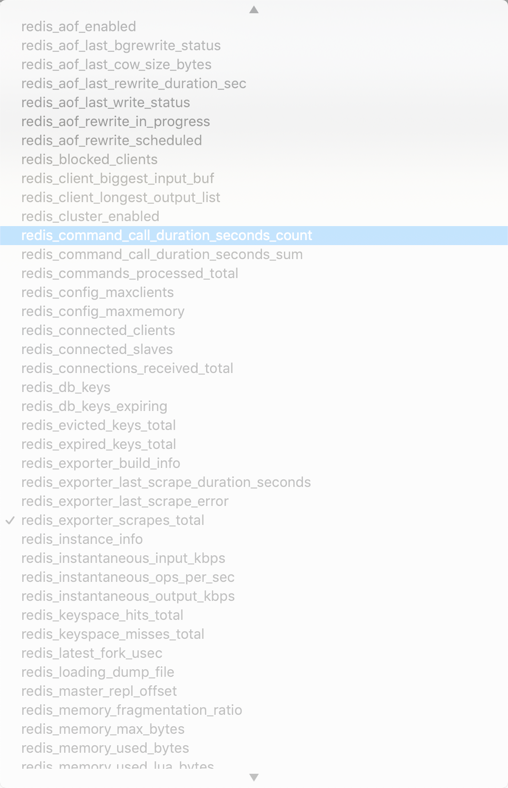 redis_aof_enabled
redis_aof_last_bgrewrite_status
redis_aof_last_cow_size_bytes
redis_aof_last_rewrite_duration_sec
redis_aof_last_write_status
redis_aof_rewrite_in_progress
redis_aof_rewrite_scheduled
redis_blocked_clients
redis_client_biggest_input_buf
redis_client_longest_output_list
redis_cluster_enabled
redis_command_call_duration_seconds_count
redis_command_call_duration_seconds_sum
redis_commands_processed_total
redis_config_maxclients
redis_config_maxmemory
redis_connected_clients
redis_connected_slaves
redis_connections_received_total
redis_db_keys
redis_db_keys_expiring
redis_evicted_keys_total
redis_expired_keys_total
redis_exporter_build_info
redis_exporter_last_scrape_duration_seconds
redis_exporter_last_scrape_error
redis_exporter_scrapes_total
redis_instance_info
redis_instantaneous_input_kbps
redis_instantaneous_ops_per_sec
redis_instantaneous_output_kbps
redis_keyspace_hits_total
redis_keyspace_misses_total
redis_latest_fork_usec
redis_loading_dump_file
redis_master_repl_offset
redis_memory_fragmentation_ratio
redis_memory_max_bytes
redis_memory_used_bytes
redis_memory_used_lua_bytes